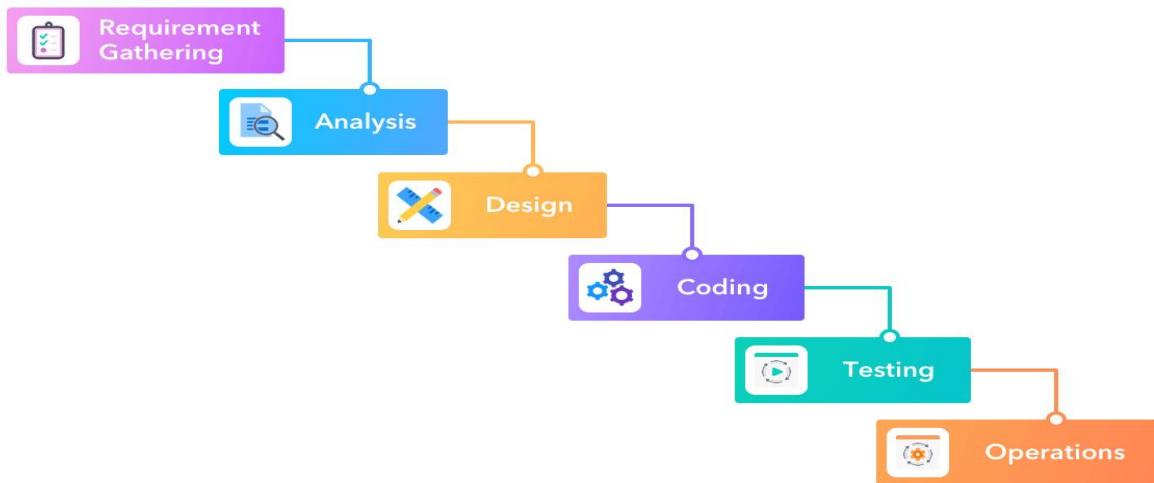 Requirement
Gathering
Analysis
Design
Coding
Testing
Operations